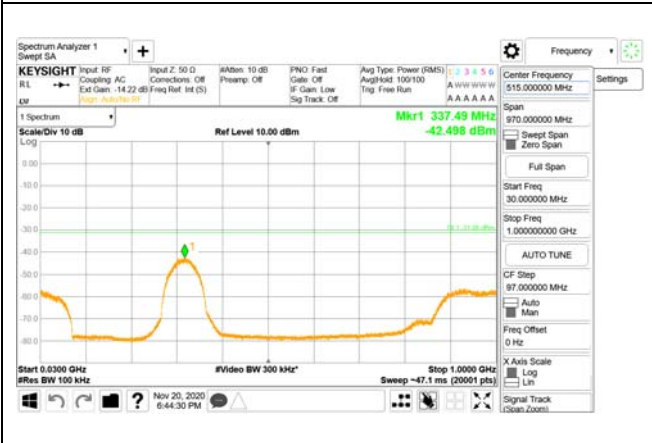 Spectrum Analyzer 1
Swept SA
Frequency
KEYSIGHT
RL
Input: RF
Coupling: AC
Ext Gain: -14.22 dB
Align: Auto/No RF
Input Z: 50 Ω
Corrections: Off
Freq Ref: Int (S)
#Atten: 10 dB
Preamp: Off
PNO: Fast
Gate: Off
IF Gain: Low
Sig Track: Off
Avg Type: Power (RMS)
Avg|Hold: 100/100
Trig: Free Run
1 2 3 4 5 6
A W W W W W
A A A A A A
1 Spectrum
Scale/Div 10 dB
Ref Level 10.00 dBm
Mkr1 337.49 MHz
-42.498 dBm
Log
0.00
-10.0
-20.0
-30.0
-40.0
-50.0
-60.0
-70.0
-80.0
1
Start 0.0300 GHz
#Res BW 100 kHz
#Video BW 300 kHz*
Stop 1.0000 GHz
Sweep ~47.1 ms (20001 pts)
Nov 20, 2020
6:44:30 PM
Center Frequency
515.000000 MHz
Settings
Span
970.000000 MHz
Swept Span
Zero Span
Full Span
Start Freq
30.000000 MHz
Stop Freq
1.000000000 GHz
AUTO TUNE
CF Step
97.000000 MHz
Auto
Man
Freq Offset
0 Hz
X Axis Scale
Log
Lin
Signal Track
(Span Zoom)